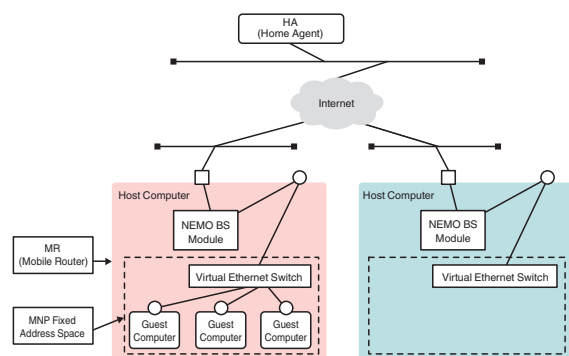 HA
(Home Agent)
Internet
Host Computer
NEMO BS
Module
Virtual Ethernet Switch
Guest
Computer
Guest
Computer
Guest
Computer
MR
(Mobile Router)
MNP Fixed
Address Space
Host Computer
NEMO BS
Module
Virtual Ethernet Switch